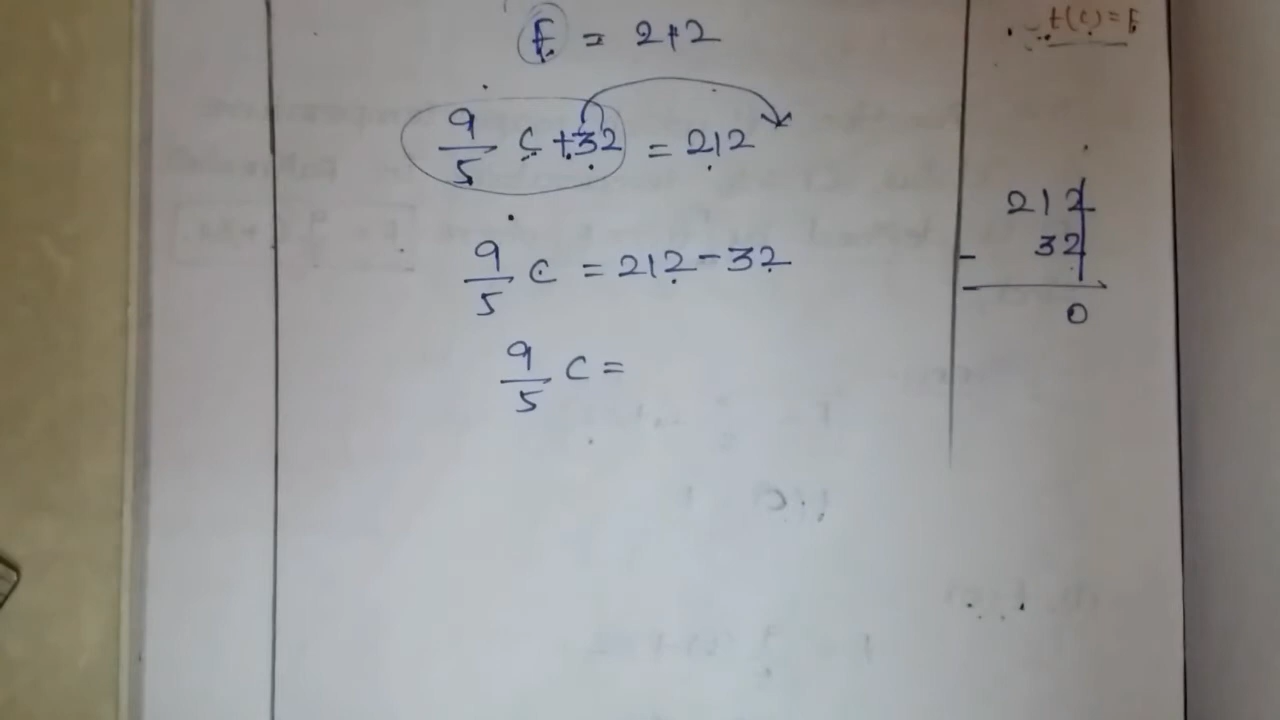 F = 212
9/5 C + 32 = 212
9/5 C = 212 - 32
9/5 C =
t(C) = F
212
- 32
0